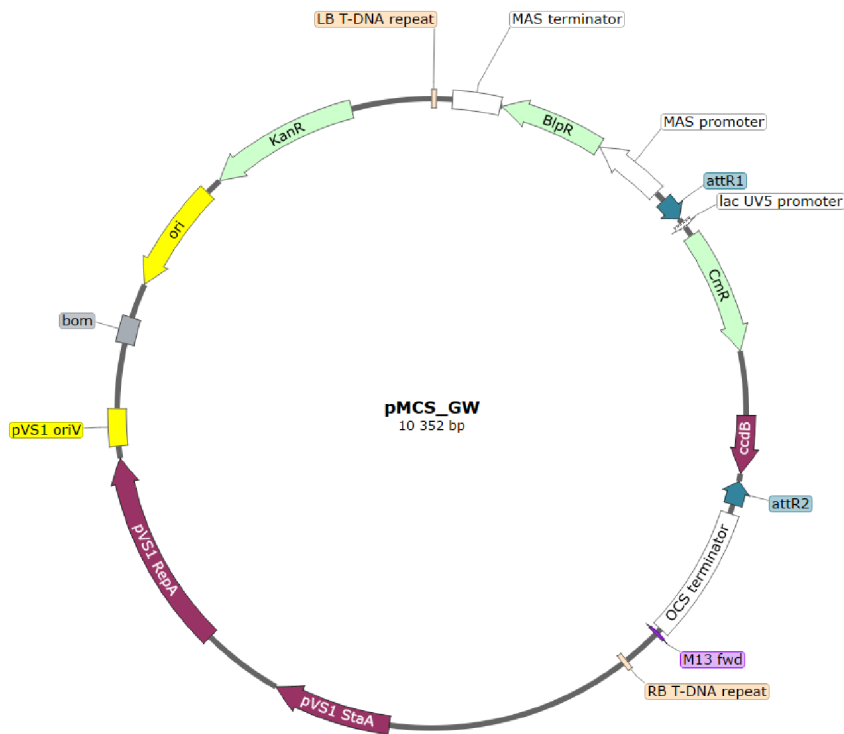 LB T-DNA repeat
MAS terminator
KanR
BlpR
MAS promoter
attR1
lac UV5 promoter
ori
CmR
bom
pMCS_GW
10 352 bp
pVS1 oriV
ccdB
attR2
pVS1 RepA
OCS terminator
M13 fwd
RB T-DNA repeat
pVS1 StaA